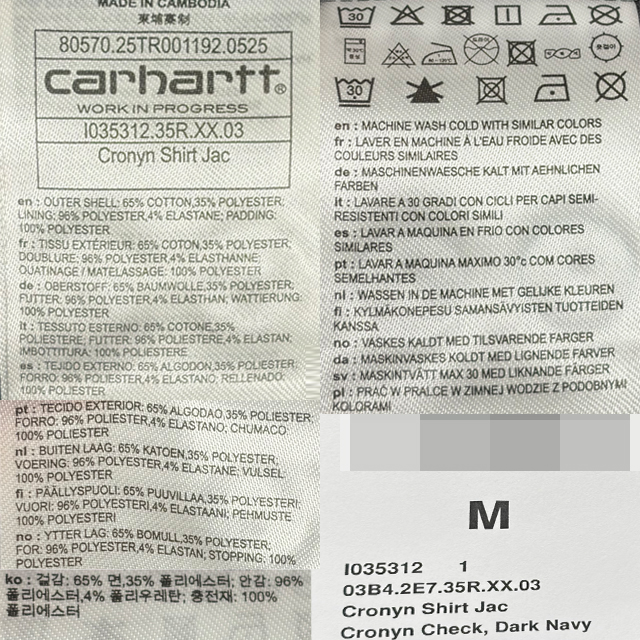 MADE IN CAMBODIA
柬埔寨制
80570.25TR001192.0525
carhartt®
WORK IN PROGRESS
I035312.35R.XX.03
Cronyn Shirt Jac
en : OUTER SHELL: 65% COTTON,35% POLYESTER;
LINING: 96% POLYESTER,4% ELASTANE; PADDING:
100% POLYESTER
fr : TISSU EXTÉRIEUR: 65% COTON,35% POLYESTER;
DOUBLURE: 96% POLYESTER,4% ELASTHANNE;
OUATINAGE / MATELASSAGE: 100% POLYESTER
de : OBERSTOFF: 65% BAUMWOLLE,35% POLYESTER;
FUTTER: 96% POLYESTER,4% ELASTHAN; WATTIERUNG:
100% POLYESTER
it : TESSUTO ESTERNO: 65% COTONE,35%
POLIESTERE; FUTTER: 96% POLIESTERE,4% ELASTAN;
IMBOTTITURA: 100% POLIESTERE
es : TEJIDO EXTERNO: 65% ALGODON,35% POLIESTER;
FORRO: 96% POLIESTER,4% ELASTANO; RELLENADO:
100% POLIESTER
pt : TECIDO EXTERIOR: 65% ALGODAO,35% POLIESTER;
FORRO: 96% POLIESTER,4% ELASTANO; CHUMACO:
100% POLIESTER
nl : BUITEN LAAG: 65% KATOEN,35% POLYESTER;
VOERING: 96% POLYESTER,4% ELASTANE; VULSEL:
100% POLYESTER
fi : PÄÄLLYSPUOLI: 65% PUUVILLAA,35% POLYESTERI;
VUORI: 96% POLYESTERI,4% ELASTAANI; PEHMUSTE
100% POLYESTERI
no : YTTER LAG: 65% BOMULL,35% POLYESTER;
FOR: 96% POLYESTER,4% ELASTAN; STOPPING: 100%
POLYESTER
ko : 겉감: 65% 면,35% 폴리에스터; 안감: 96%
폴리에스터,4% 폴리우레탄; 충전재: 100%
폴리에스터
30
30
en : MACHINE WASH COLD WITH SIMILAR COLORS
fr : LAVER EN MACHINE À L'EAU FROIDE AVEC DES
COULEURS SIMILAIRES
de : MASCHINENWAESCHE KALT MIT AEHNLICHEN
FARBEN
it : LAVARE A 30 GRADI CON CICLI PER CAPI SEMI-
RESISTENTI CON COLORI SIMILI
es : LAVAR A MAQUINA EN FRIO CON COLORES
SIMILARES
pt : LAVAR A MAQUINA MAXIMO 30°c COM CORES
SEMELHANTES
nl : WASSEN IN DE MACHINE MET GELIJKE KLEUREN
fi : KYLMÄKONEPESU SAMANSÄVYISTEN TUOTTEIDEN
KANSSA
no : VASKES KALDT MED TILSVARENDE FARGER
da : MASKINVASKES KOLDT MED LIGNENDE FARVER
sv : MASKINTVÄTT MAX 30 MED LIKNANDE FÄRGER
pl : PRAĆ W PRALCE W ZIMNEJ WODZIE Z PODOBNYMI
KOLORAMI
M
I035312 1
03B4.2E7.35R.XX.03
Cronyn Shirt Jac
Cronyn Check, Dark Navy